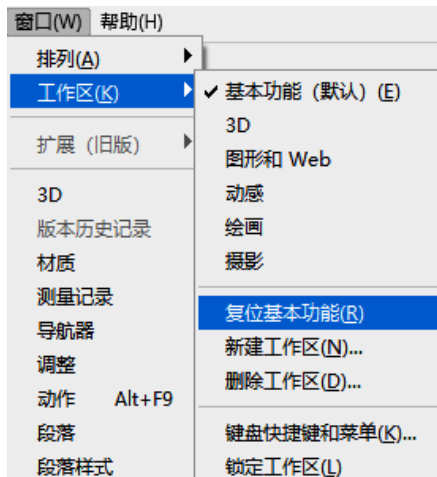 窗口(W) 帮助(H)
排列(A)
工作区(K)
扩展（旧版）
3D
版本历史记录
材质
测量记录
导航器
调整
动作 Alt+F9
段落
段落样式
基本功能（默认）(E)
3D
图形和 Web
动感
绘画
摄影
复位基本功能(R)
新建工作区(N)...
删除工作区(D)...
键盘快捷键和菜单(K)...
锁定工作区(L)